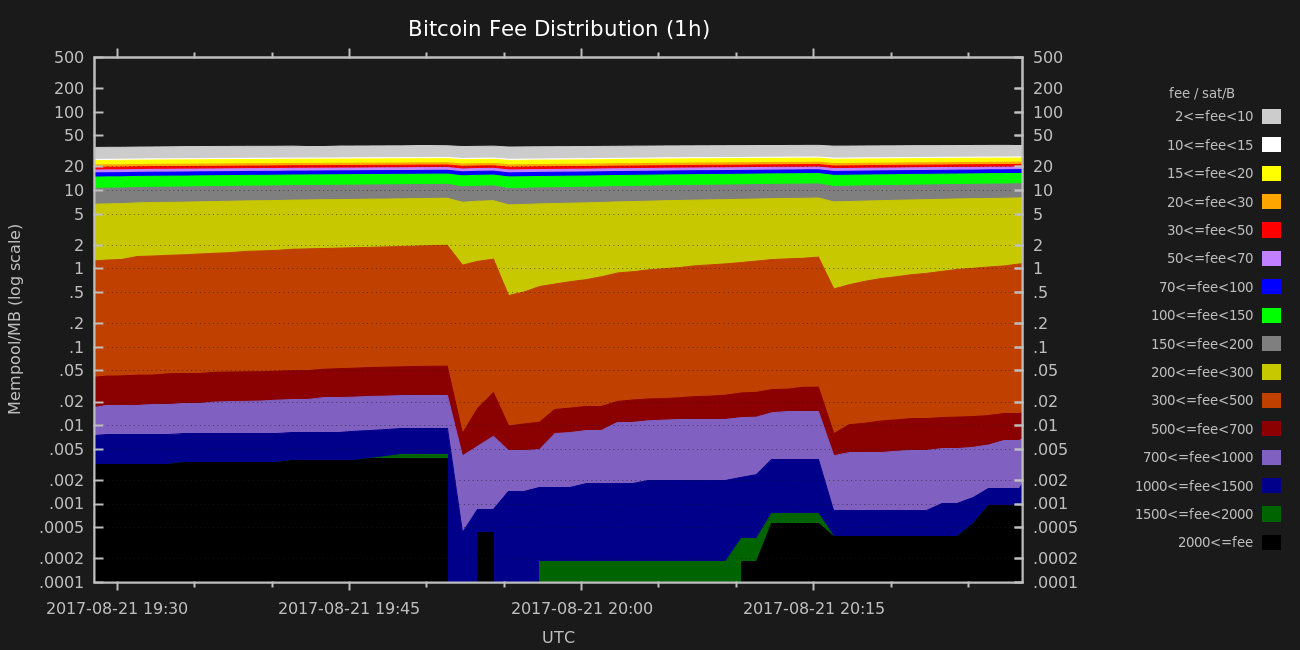 Bitcoin Fee Distribution (1h)
500
200
100
50
20
10
5
2
1
.5
.2
.1
.05
.02
.01
.005
.002
.001
.0005
.0002
.0001
Mempool/MB (log scale)
500
200
100
50
20
10
5
2
1
.5
.2
.1
.05
.02
.01
.005
.002
.001
.0005
.0002
.0001
2017-08-21 19:30
2017-08-21 19:45
2017-08-21 20:00
2017-08-21 20:15
UTC
fee / sat/B
2<=fee<10
10<=fee<15
15<=fee<20
20<=fee<30
30<=fee<50
50<=fee<70
70<=fee<100
100<=fee<150
150<=fee<200
200<=fee<300
300<=fee<500
500<=fee<700
700<=fee<1000
1000<=fee<1500
1500<=fee<2000
2000<=fee